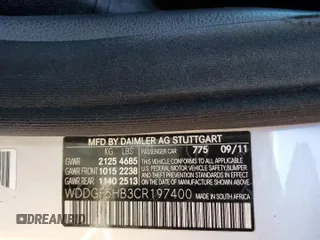 MFD BY DAIMLER AG STUTTGART
KG LBS PASSENGER CAR 775 09/11
GVWR 2125 4685
GAWR FRONT 1015 2238
GAWR REAR 1140 2513
THIS VEHICLE CONFORMS TO ALL APPLICABLE
U.S. FEDERAL MOTOR VEHICLE SAFETY, BUMPER,
AND THEFT PREVENTION STANDARDS IN EFFECT
ON THE DATE OF MANUFACTURE SHOWN ABOVE
WDDGF5HB3CR197400
MADE IN SOUTH AFRICA
BIDHISTORY